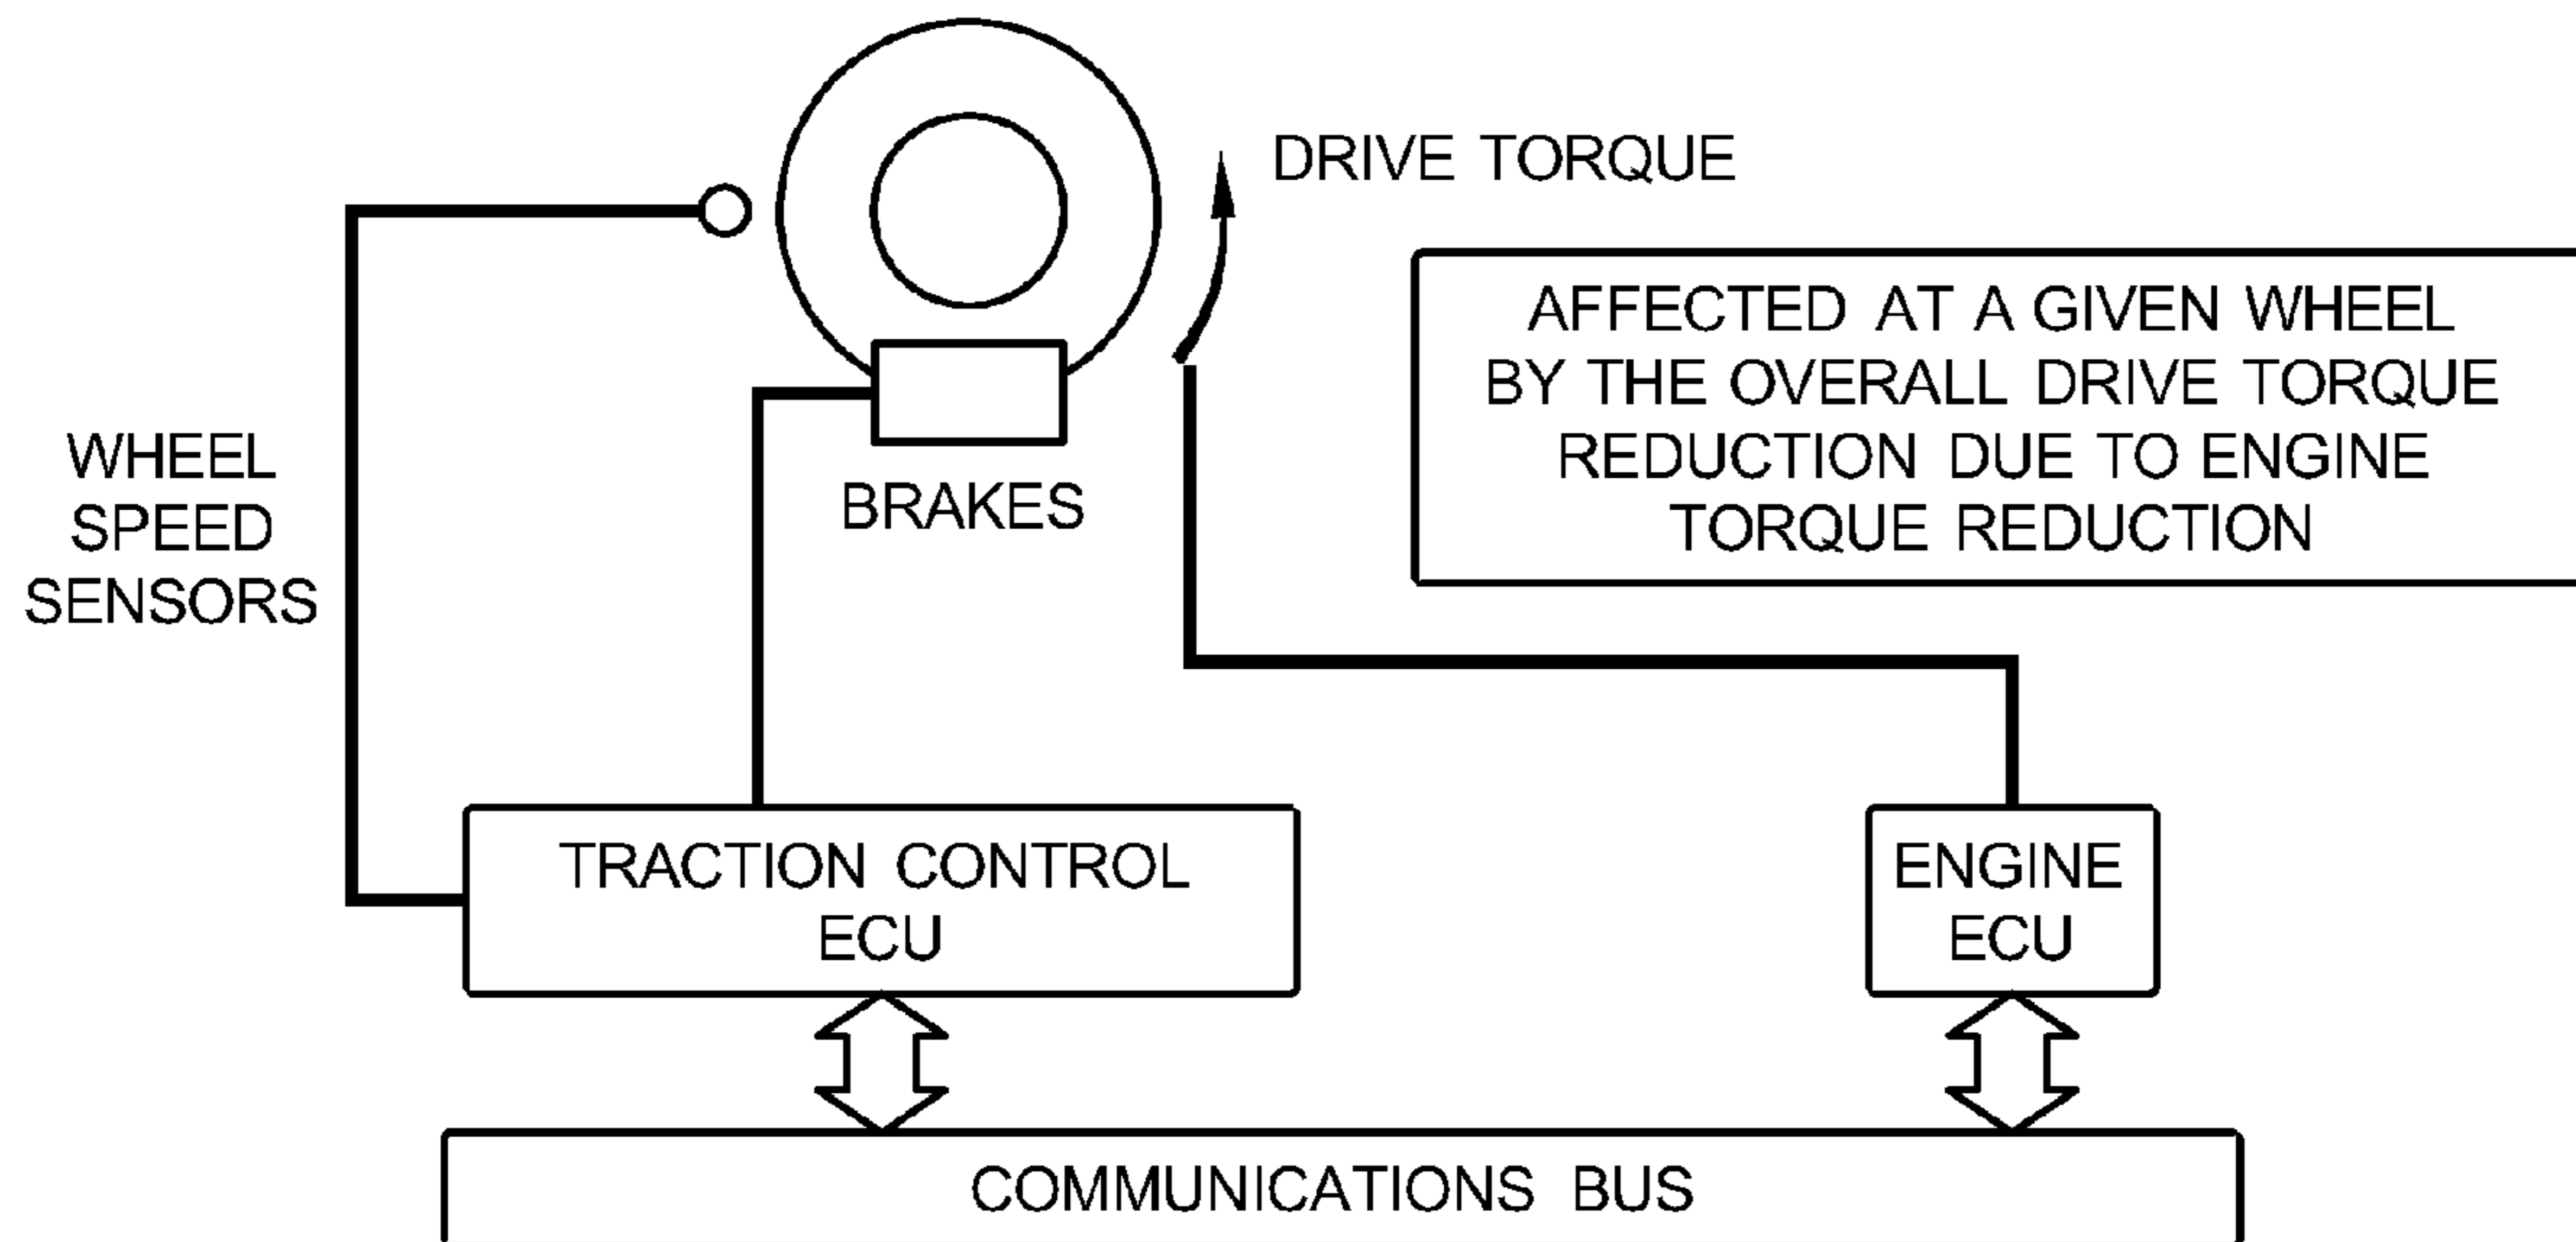 DRIVE TORQUE
AFFECTED AT A GIVEN WHEEL
BY THE OVERALL DRIVE TORQUE
REDUCTION DUE TO ENGINE
TORQUE REDUCTION
WHEEL
SPEED
SENSORS
BRAKES
TRACTION CONTROL
ECU
ENGINE
ECU
COMMUNICATIONS BUS